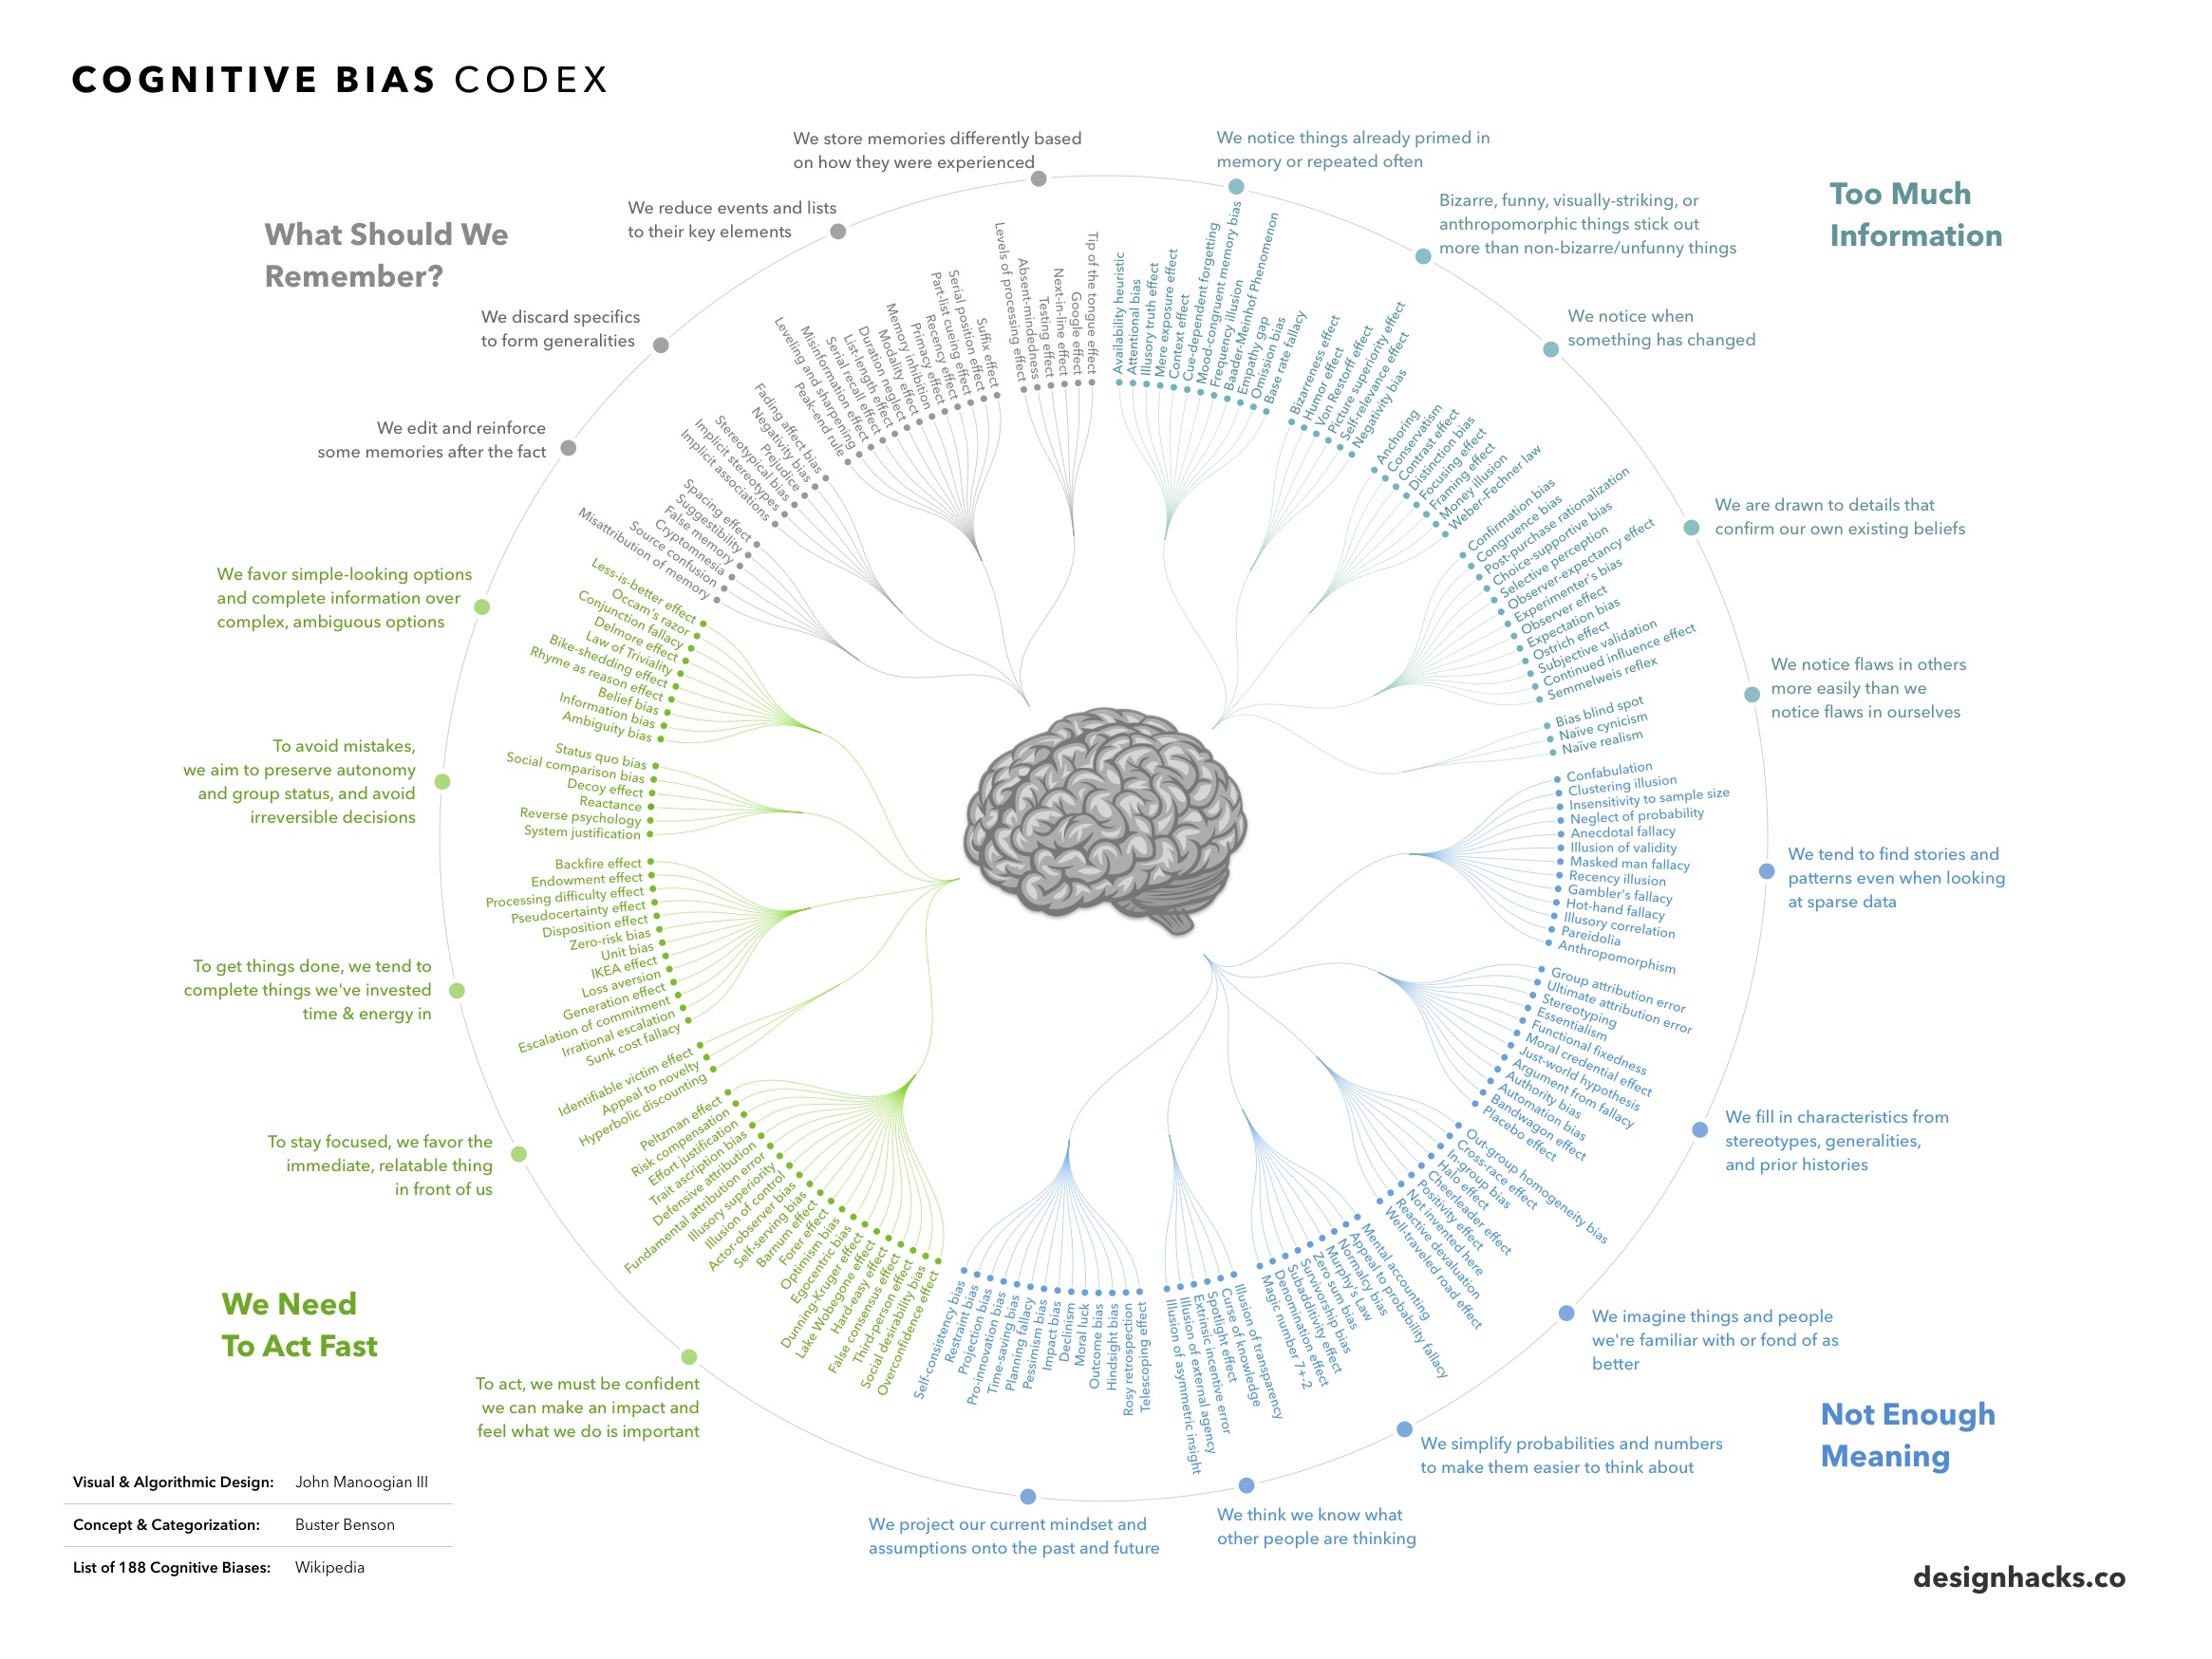 COGNITIVE BIAS CODEX
What Should We
Remember?
Too Much
Information
We Need
To Act Fast
Not Enough
Meaning
We store memories differently based
on how they were experienced
Levels of processing effect
Absent-mindedness
Testing effect
Next-in-line effect
Google effect
Tip of the tongue effect
We reduce events and lists
to their key elements
Suffix effect
Serial position effect
Part-list cueing effect
Recency effect
Primacy effect
Memory inhibition
Modality effect
Duration neglect
List-length effect
Serial recall effect
Misinformation effect
Leveling and sharpening
Peak-end rule
We discard specifics
to form generalities
Fading affect bias
Negativity bias
Prejudice
Stereotypical bias
Implicit stereotypes
Implicit associations
We edit and reinforce
some memories after the fact
Spacing effect
Suggestibility
False memory
Cryptomnesia
Source confusion
Misattribution of memory
We notice things already primed in
memory or repeated often
Availability heuristic
Attentional bias
Illusory truth effect
Mere exposure effect
Context effect
Cue-dependent forgetting
Mood-congruent memory bias
Frequency illusion
Baader-Meinhof Phenomenon
Empathy gap
Omission bias
Base rate fallacy
Bizarre, funny, visually-striking, or
anthropomorphic things stick out
more than non-bizarre/unfunny things
Bizarreness effect
Humor effect
Von Restorff effect
Picture superiority effect
Self-relevance effect
Negativity bias
We notice when
something has changed
Anchoring
Conservatism
Contrast effect
Distinction bias
Focusing effect
Framing effect
Money illusion
Weber–Fechner law
We are drawn to details that
confirm our own existing beliefs
Confirmation bias
Congruence bias
Post-purchase rationalization
Choice-supportive bias
Selective perception
Observer-expectancy effect
Experimenter's bias
Observer effect
Expectation bias
Ostrich effect
Subjective validation
Continued influence effect
Semmelweis reflex
We notice flaws in others
more easily than we
notice flaws in ourselves
Bias blind spot
Naïve cynicism
Naïve realism
We tend to find stories and
patterns even when looking
at sparse data
Confabulation
Clustering illusion
Insensitivity to sample size
Neglect of probability
Anecdotal fallacy
Illusion of validity
Masked man fallacy
Recency illusion
Gambler's fallacy
Hot-hand fallacy
Illusory correlation
Pareidolia
Anthropomorphism
We fill in characteristics from
stereotypes, generalities,
and prior histories
Group attribution error
Ultimate attribution error
Stereotyping
Essentialism
Functional fixedness
Moral credential effect
Just-world hypothesis
Argument from fallacy
Authority bias
Automation bias
Bandwagon effect
Placebo effect
We imagine things and people
we're familiar with or fond of as
better
Out-group homogeneity bias
Cross-race effect
In-group bias
Halo effect
Cheerleader effect
Positivity effect
Not invented here
Reactive devaluation
Well-traveled road effect
We simplify probabilities and numbers
to make them easier to think about
Mental accounting
Appeal to probability fallacy
Normalcy bias
Murphy's Law
Zero sum bias
Survivorship bias
Subadditivity effect
Denomination effect
Magic number 7+-2
We think we know what
other people are thinking
Illusion of transparency
Curse of knowledge
Spotlight effect
Extrinsic incentive error
Illusion of external agency
Illusion of asymmetric insight
We project our current mindset and
assumptions onto the past and future
Telescoping effect
Rosy retrospection
Hindsight bias
Outcome bias
Moral luck
Declinism
Impact bias
Pessimism bias
Planning fallacy
Time-saving bias
Pro-innovation bias
Projection bias
Restraint bias
Self-consistency bias
We favor simple-looking options
and complete information over
complex, ambiguous options
Less-is-better effect
Occam's razor
Conjunction fallacy
Delmore effect
Law of Triviality
Bike-shedding effect
Rhyme as reason effect
Belief bias
Information bias
Ambiguity bias
To avoid mistakes,
we aim to preserve autonomy
and group status, and avoid
irreversible decisions
Status quo bias
Social comparison bias
Decoy effect
Reactance
Reverse psychology
System justification
To get things done, we tend to
complete things we've invested
time & energy in
Backfire effect
Endowment effect
Processing difficulty effect
Pseudocertainty effect
Disposition effect
Zero-risk bias
Unit bias
IKEA effect
Loss aversion
Generation effect
Escalation of commitment
Irrational escalation
Sunk cost fallacy
To stay focused, we favor the
immediate, relatable thing
in front of us
Identifiable victim effect
Appeal to novelty
Hyperbolic discounting
To act, we must be confident
we can make an impact and
feel what we do is important
Peltzman effect
Risk compensation
Effort justification
Trait ascription bias
Defensive attribution
Fundamental attribution error
Illusory superiority
Illusion of control
Actor-observer bias
Self-serving bias
Barnum effect
Forer effect
Optimism bias
Egocentric bias
Dunning-Kruger effect
Lake Wobegone effect
Hard-easy effect
False consensus effect
Third-person effect
Social desirability bias
Overconfidence effect
Visual & Algorithmic Design: John Manoogian III
Concept & Categorization: Buster Benson
List of 188 Cognitive Biases: Wikipedia
designhacks.co